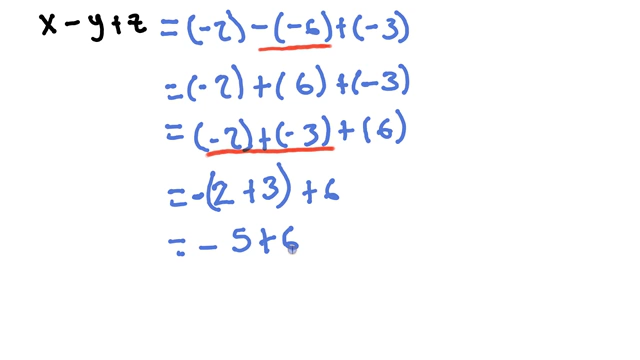 x - y + z = (-2) - (-6) + (-3)
= (-2) + (6) + (-3)
= (-2) + (-3) + (6)
= -(2 + 3) + 6
= - 5 + 6